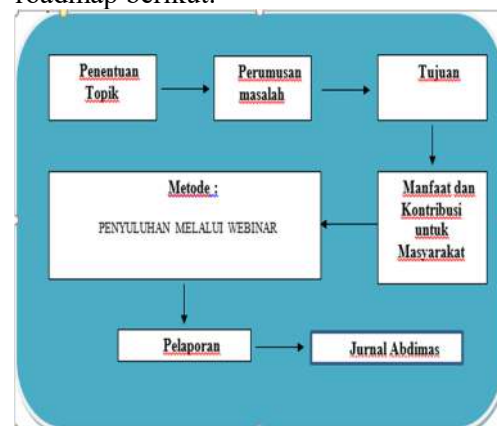 roadmap berikut:
Penentuan
Topik
Perumusan
masalah
Tujuan
Metode :
PENYULUHAN MELALUI WEBINAR
Manfaat dan
Kontribusi
untuk
Masyarakat
Pelaporan
Jurnal Abdimas